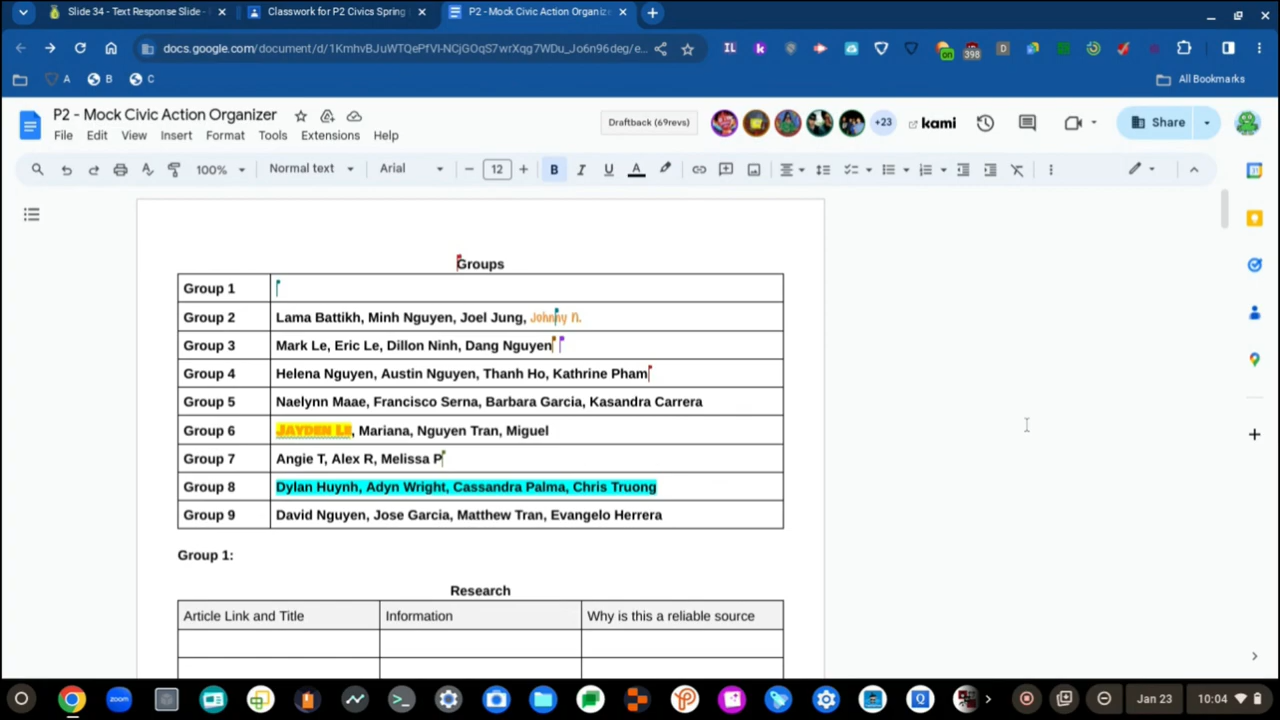 Slide 34 - Text Response Slide -
Classwork for P2 Civics Spring
P2 - Mock Civic Action Organize
docs.google.com/document/d/1KmhvBJuWTQePfVI-NCjGOqS7wrXqg7WDu_Jo6n96deg/e...
IL
k
on
398
D
A
B
C
All Bookmarks
P2 - Mock Civic Action Organizer
File Edit View Insert Format Tools Extensions Help
Draftback (69revs)
+23
kami
Share
100%
Normal text
Arial
12
B I U A
Groups
Group 1
Group 2 Lama Battikh, Minh Nguyen, Joel Jung, Johnny N.
Group 3 Mark Le, Eric Le, Dillon Ninh, Dang Nguyen
Group 4 Helena Nguyen, Austin Nguyen, Thanh Ho, Kathrine Pham
Group 5 Naelynn Maae, Francisco Serna, Barbara Garcia, Kasandra Carrera
Group 6 JAYDEN LE, Mariana, Nguyen Tran, Miguel
Group 7 Angie T, Alex R, Melissa P
Group 8 Dylan Huynh, Adyn Wright, Cassandra Palma, Chris Truong
Group 9 David Nguyen, Jose Garcia, Matthew Tran, Evangelo Herrera
Group 1:
Research
Article Link and Title Information Why is this a reliable source
zoom
Jan 23
10:04